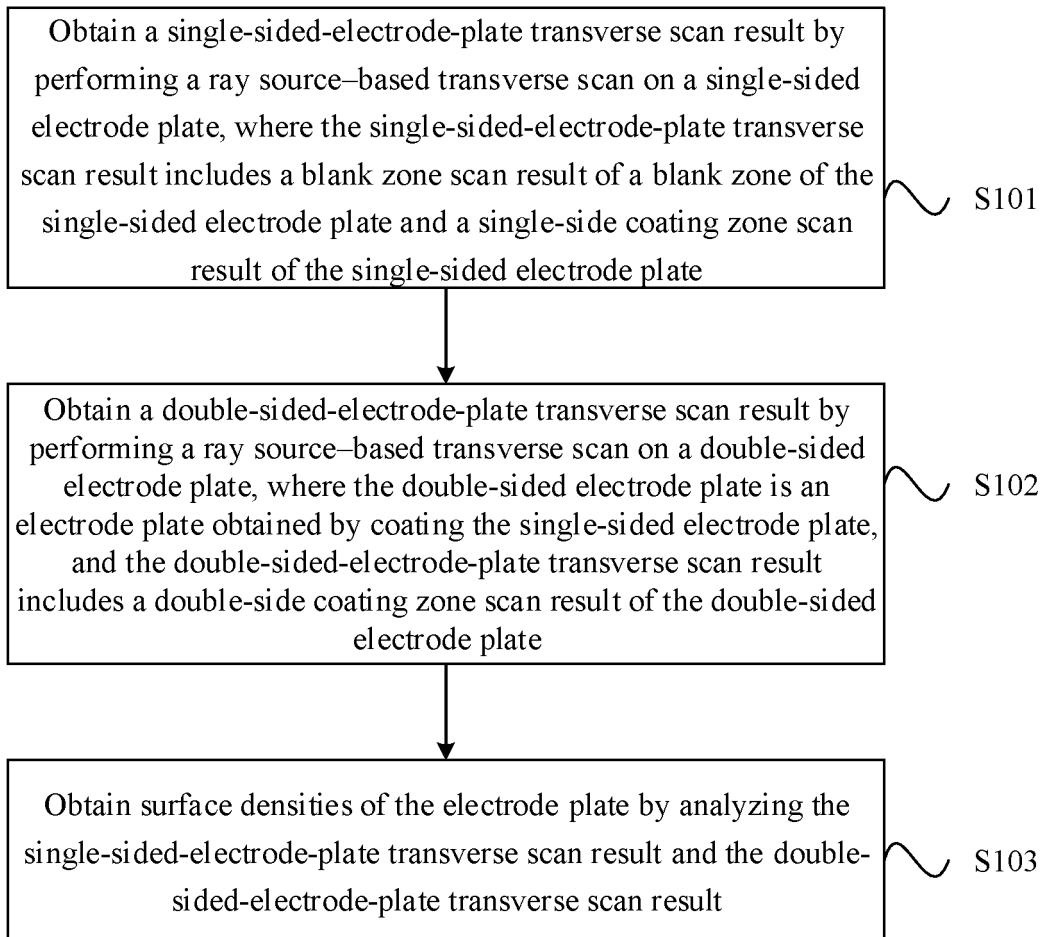 Obtain a single-sided-electrode-plate transverse scan result by
performing a ray source–based transverse scan on a single-sided
electrode plate, where the single-sided-electrode-plate transverse
scan result includes a blank zone scan result of a blank zone of the
single-sided electrode plate and a single-side coating zone scan
result of the single-sided electrode plate
S101
Obtain a double-sided-electrode-plate transverse scan result by
performing a ray source–based transverse scan on a double-sided
electrode plate, where the double-sided electrode plate is an
electrode plate obtained by coating the single-sided electrode plate,
and the double-sided-electrode-plate transverse scan result
includes a double-side coating zone scan result of the double-sided
electrode plate
S102
Obtain surface densities of the electrode plate by analyzing the
single-sided-electrode-plate transverse scan result and the double-
sided-electrode-plate transverse scan result
S103